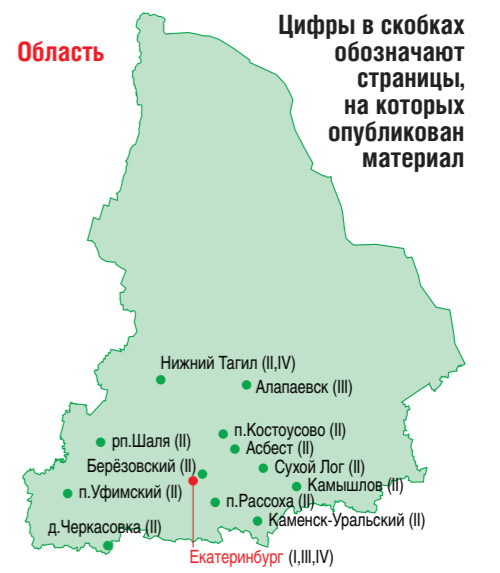 Область
Цифры в скобках
обозначают
страницы,
на которых
опубликован
материал
Нижний Тагил (II,IV)
Алапаевск (III)
п.Костоусово (II)
рп.Шаля (II)
Асбест (II)
Берёзовский (II)
Сухой Лог (II)
Камышлов (II)
п.Уфимский (II)
п.Рассоха (II)
Каменск-Уральский (II)
д.Черкасовка (II)
Екатеринбург (I,III,IV)